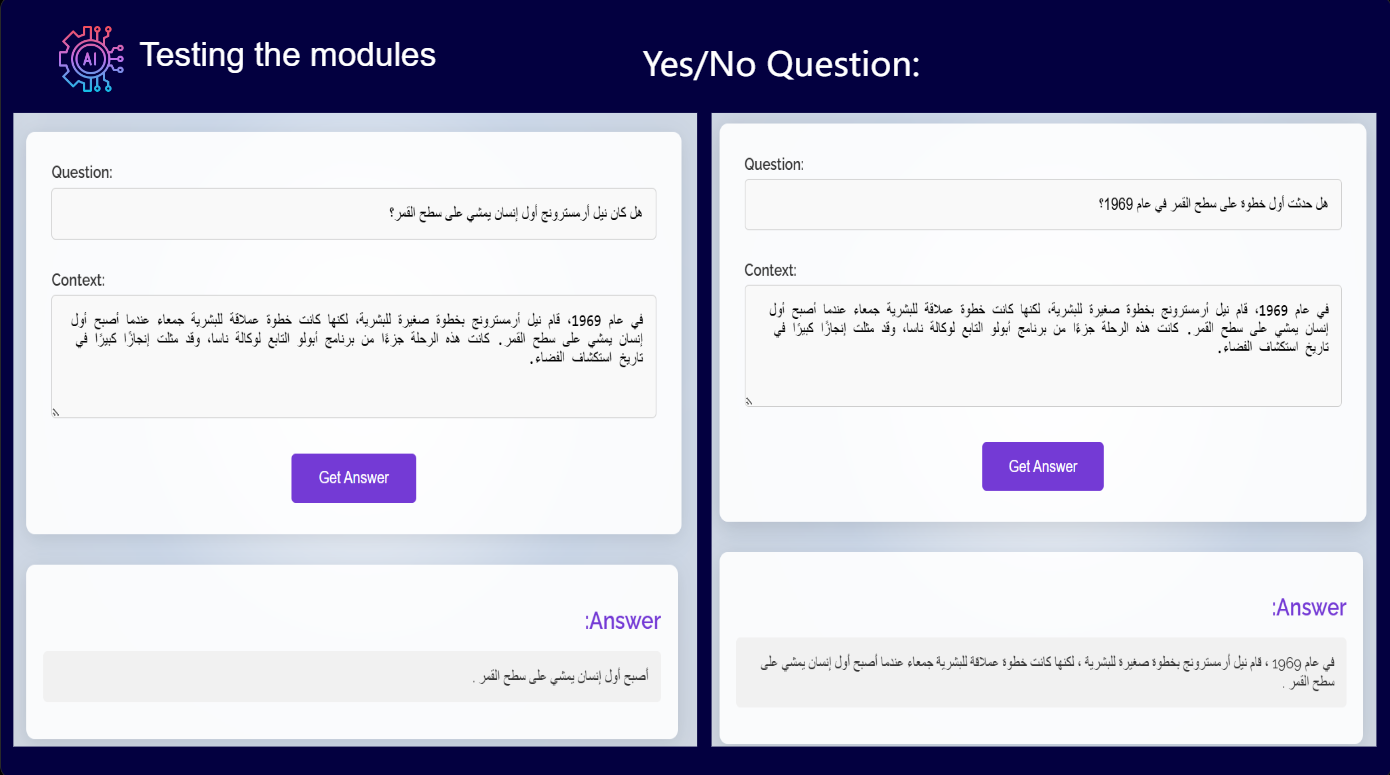 AI
Testing the modules
Yes/No Question:
Question:
هل كان نيل أرمسترونج أول إنسان يمشي على سطح القمر؟
Context:
في عام 1969، قام نيل أرمسترونج بخطوة صغيرة للبشرية، لكنها كانت خطوة عملاقة للبشرية جمعاء عندما أصبح أول
إنسان يمشي على سطح القمر. كانت هذه الرحلة جزءًا من برنامج أبولو التابع لوكالة ناسا، وقد مثلت إنجازًا كبيرًا في
تاريخ استكشاف الفضاء.
Get Answer
:Answer
أصبح أول إنسان يمشي على سطح القمر .
Question:
هل حدثت أول خطوة على سطح القمر في عام 1969؟
Context:
في عام 1969، قام نيل أرمسترونج بخطوة صغيرة للبشرية، لكنها كانت خطوة عملاقة للبشرية جمعاء عندما أصبح أول
إنسان يمشي على سطح القمر. كانت هذه الرحلة جزءًا من برنامج أبولو التابع لوكالة ناسا، وقد مثلت إنجازًا كبيرًا في
تاريخ استكشاف الفضاء.
Get Answer
:Answer
في عام 1969 ، قام نيل أرمسترونج بخطوة صغيرة للبشرية ، لكنها كانت خطوة عملاقة للبشرية جمعاء عندما أصبح أول إنسان يمشي على
سطح القمر .